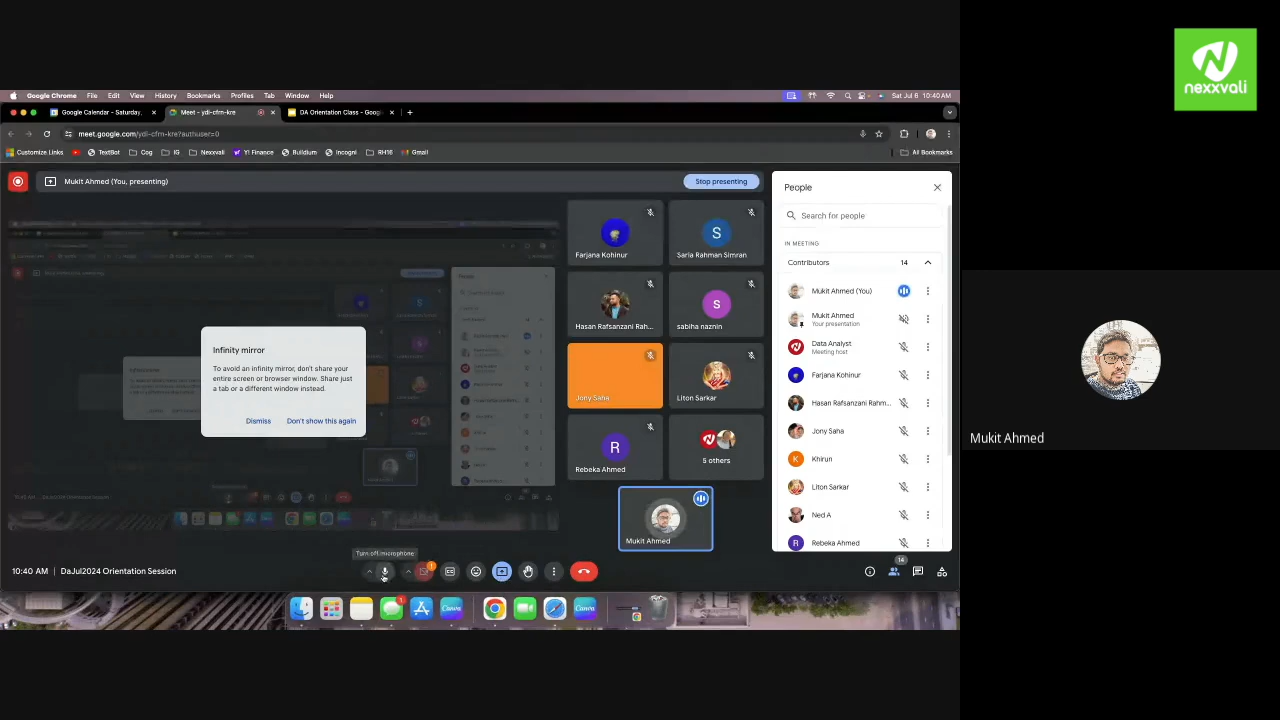 nexxvali
Google Chrome File Edit View History Bookmarks Profiles Tab Window Help
Sat Jul 6 10:40 AM
Google Calendar - Saturday,
Meet - ydi-cfrn-kre
DA Orientation Class - Goog
meet.google.com/ydi-cfrn-kre?authuser=0
Customize Links
TextBot
Cog
IG
Nexxvali
Y! Finance
Buildium
Incogni
RH16
Gmail
All Bookmarks
Mukit Ahmed (You, presenting)
Stop presenting
Infinity mirror
To avoid an infinity mirror, don't share your
entire screen or browser window. Share just
a tab or a different window instead.
Dismiss
Don't show this again
Farjana Kohinur
S
Saria Rahman Simran
Hasan Rafsanzani Rah...
S
sabiha naznin
Jony Saha
Liton Sarkar
R
Rebeka Ahmed
5 others
Mukit Ahmed
People
Search for people
IN MEETING
Contributors 14
Mukit Ahmed (You)
Mukit Ahmed
Your presentation
Data Analyst
Meeting host
Farjana Kohinur
Hasan Rafsanzani Rahm...
Jony Saha
K Khirun
Liton Sarkar
Ned A
R Rebeka Ahmed
Turn off microphone
10:40 AM | DaJul2024 Orientation Session
14
1
Canva
Canva
Mukit Ahmed